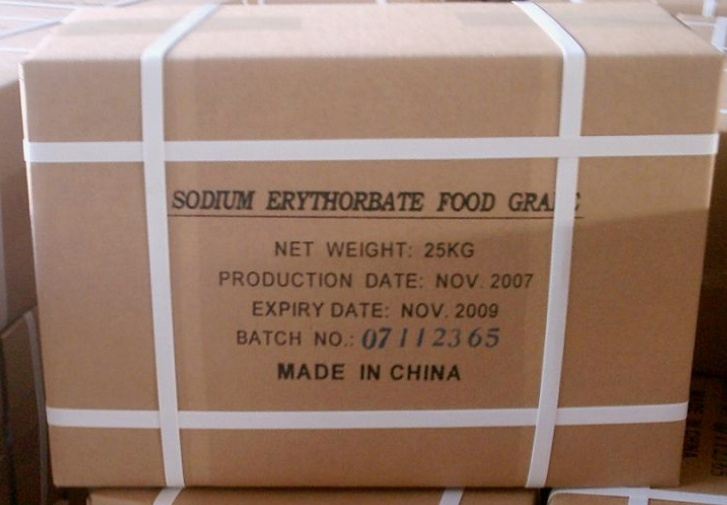 SODIUM ERYTHORBATE FOOD GRADE
NET WEIGHT: 25KG
PRODUCTION DATE: NOV. 2007
EXPIRY DATE: NOV. 2009
BATCH NO.: 07112365
MADE IN CHINA